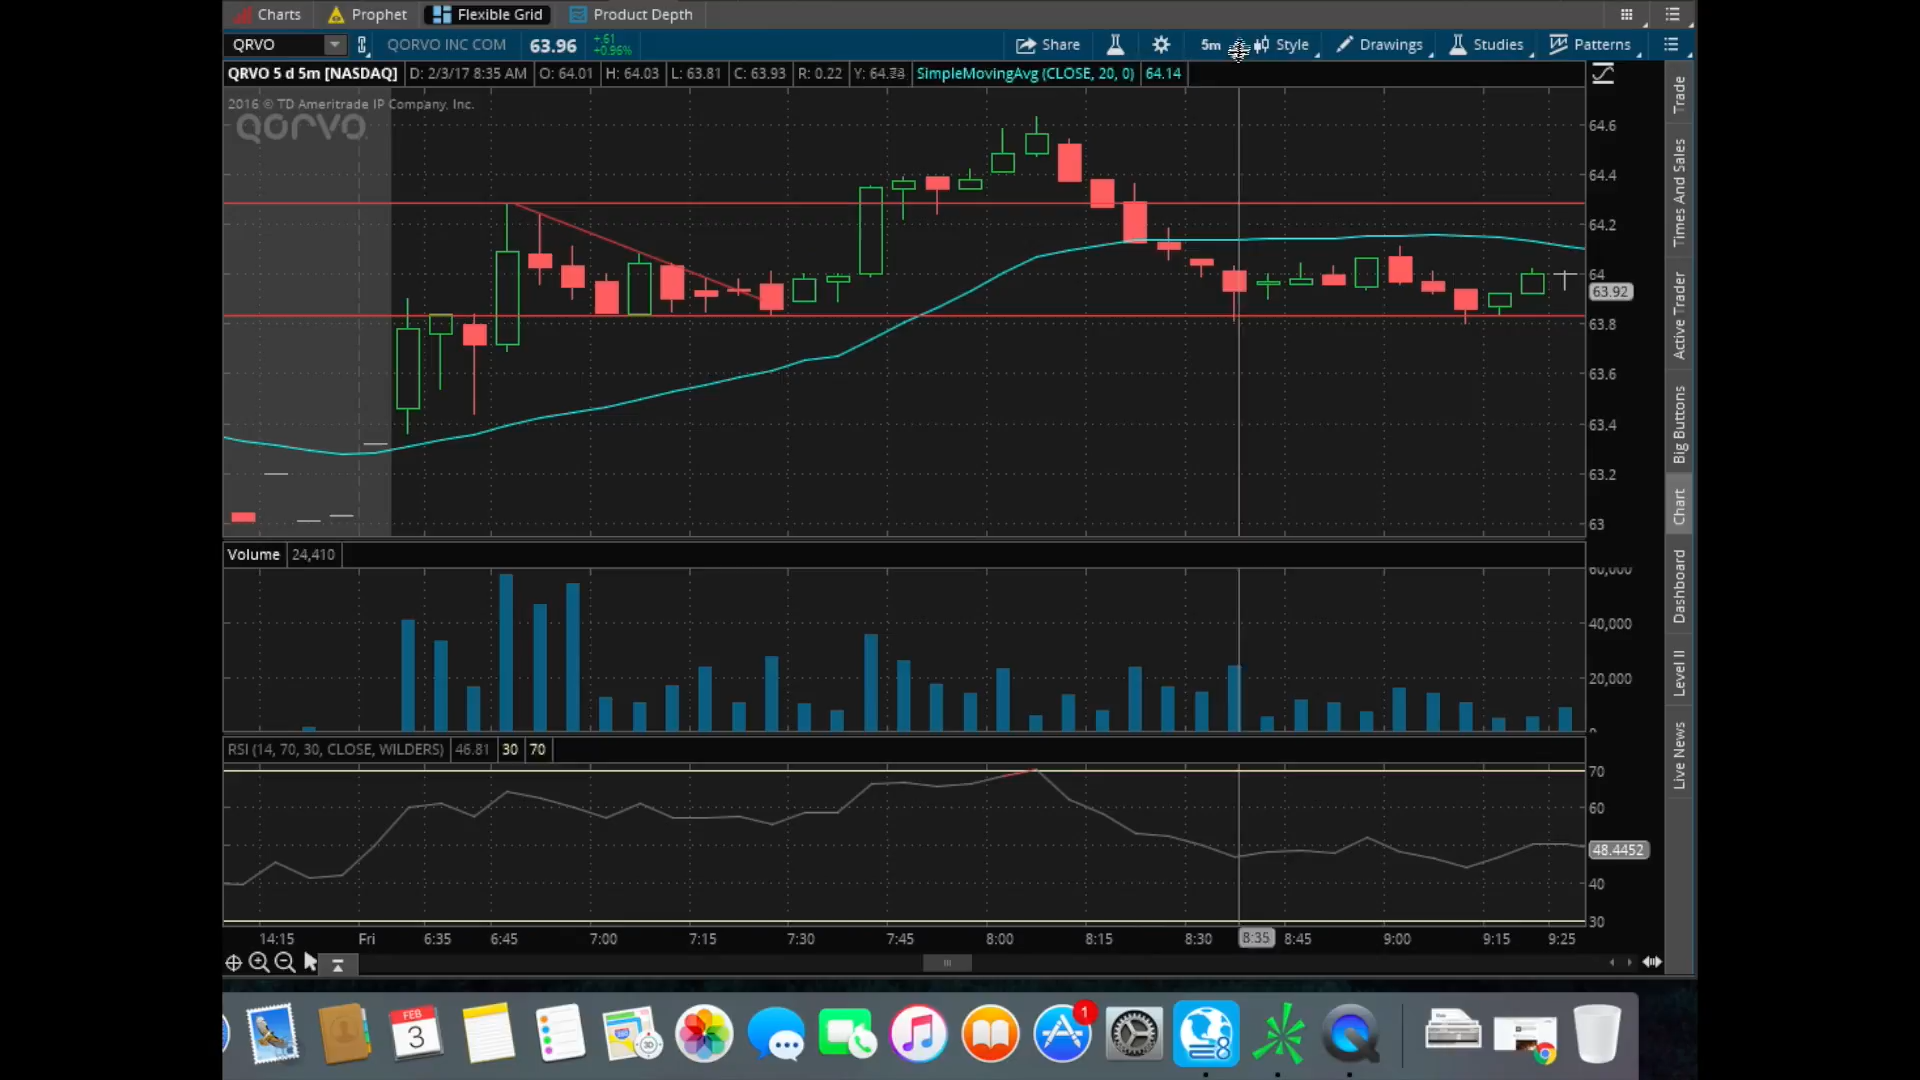 Charts Prophet Flexible Grid Product Depth
QRVO QORVO INC COM 63.96 +.61 +0.96% Share 5m Style Drawings Studies Patterns
QRVO 5 d 5m [NASDAQ] D: 2/3/17 8:35 AM O: 64.01 H: 64.03 L: 63.81 C: 63.93 R: 0.22 SimpleMovingAvg (CLOSE, 20, 0) 64.14
2016 © TD Ameritrade IP Company, Inc.
QORVO
64.6
64.4
64.2
64
63.92
63.8
63.6
63.4
63.2
63
Volume 24,410
60,000
40,000
20,000
0
RSI (14, 70, 30, CLOSE, WILDERS) 46.81 30 70
70
60
48.4452
40
30
14:15 Fri 6:35 6:45 7:00 7:15 7:30 7:45 8:00 8:15 8:30 8:35 8:45 9:00 9:15 9:25
Trade
Times And Sales
Active Trader
Big Buttons
Chart
Dashboard
Level II
Live News
FEB
3
3D
1